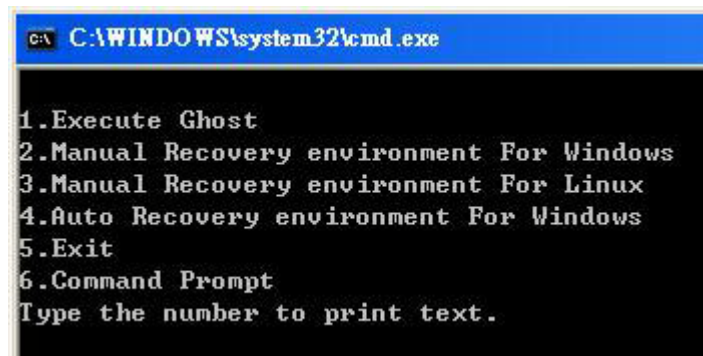 C:\WINDOWS\system32\cmd.exe
1.Execute Ghost
2.Manual Recovery environment For Windows
3.Manual Recovery environment For Linux
4.Auto Recovery environment For Windows
5.Exit
6.Command Prompt
Type the number to print text.